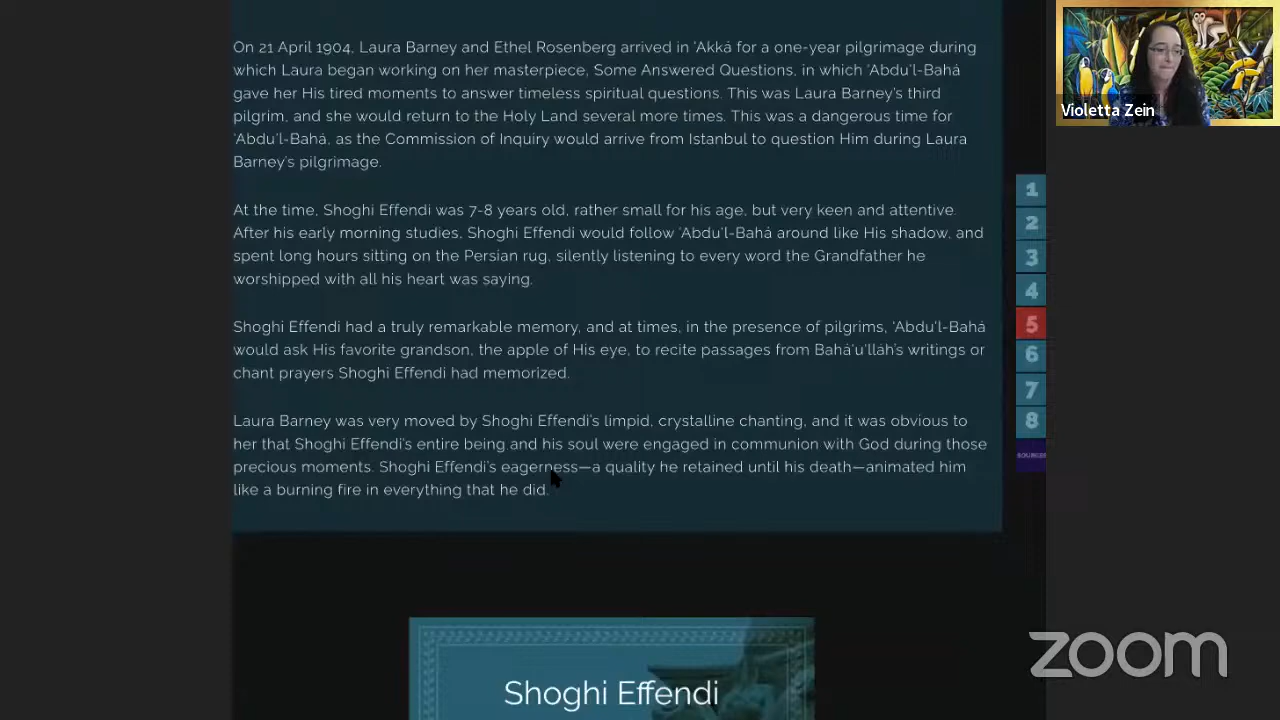 On 21 April 1904, Laura Barney and Ethel Rosenberg arrived in 'Akká for a one-year pilgrimage during
which Laura began working on her masterpiece, Some Answered Questions, in which 'Abdu'l-Bahá
gave her His tired moments to answer timeless spiritual questions. This was Laura Barney's third
pilgrim, and she would return to the Holy Land several more times. This was a dangerous time for
'Abdu'l-Bahá, as the Commission of Inquiry would arrive from Istanbul to question Him during Laura
Barney's pilgrimage.
At the time, Shoghi Effendi was 7-8 years old, rather small for his age, but very keen and attentive.
After his early morning studies, Shoghi Effendi would follow 'Abdu'l-Bahá around like His shadow, and
spent long hours sitting on the Persian rug, silently listening to every word the Grandfather he
worshipped with all his heart was saying.
Shoghi Effendi had a truly remarkable memory, and at times, in the presence of pilgrims, 'Abdu'l-Bahá
would ask His favorite grandson, the apple of His eye, to recite passages from Bahá'u'lláh's writings or
chant prayers Shoghi Effendi had memorized.
Laura Barney was very moved by Shoghi Effendi's limpid, crystalline chanting, and it was obvious to
her that Shoghi Effendi's entire being and his soul were engaged in communion with God during those
precious moments. Shoghi Effendi's eagerness—a quality he retained until his death—animated him
like a burning fire in everything that he did.
Shoghi Effendi
1
2
3
4
5
6
7
8
SOURCES
Violetta Zein
zoom